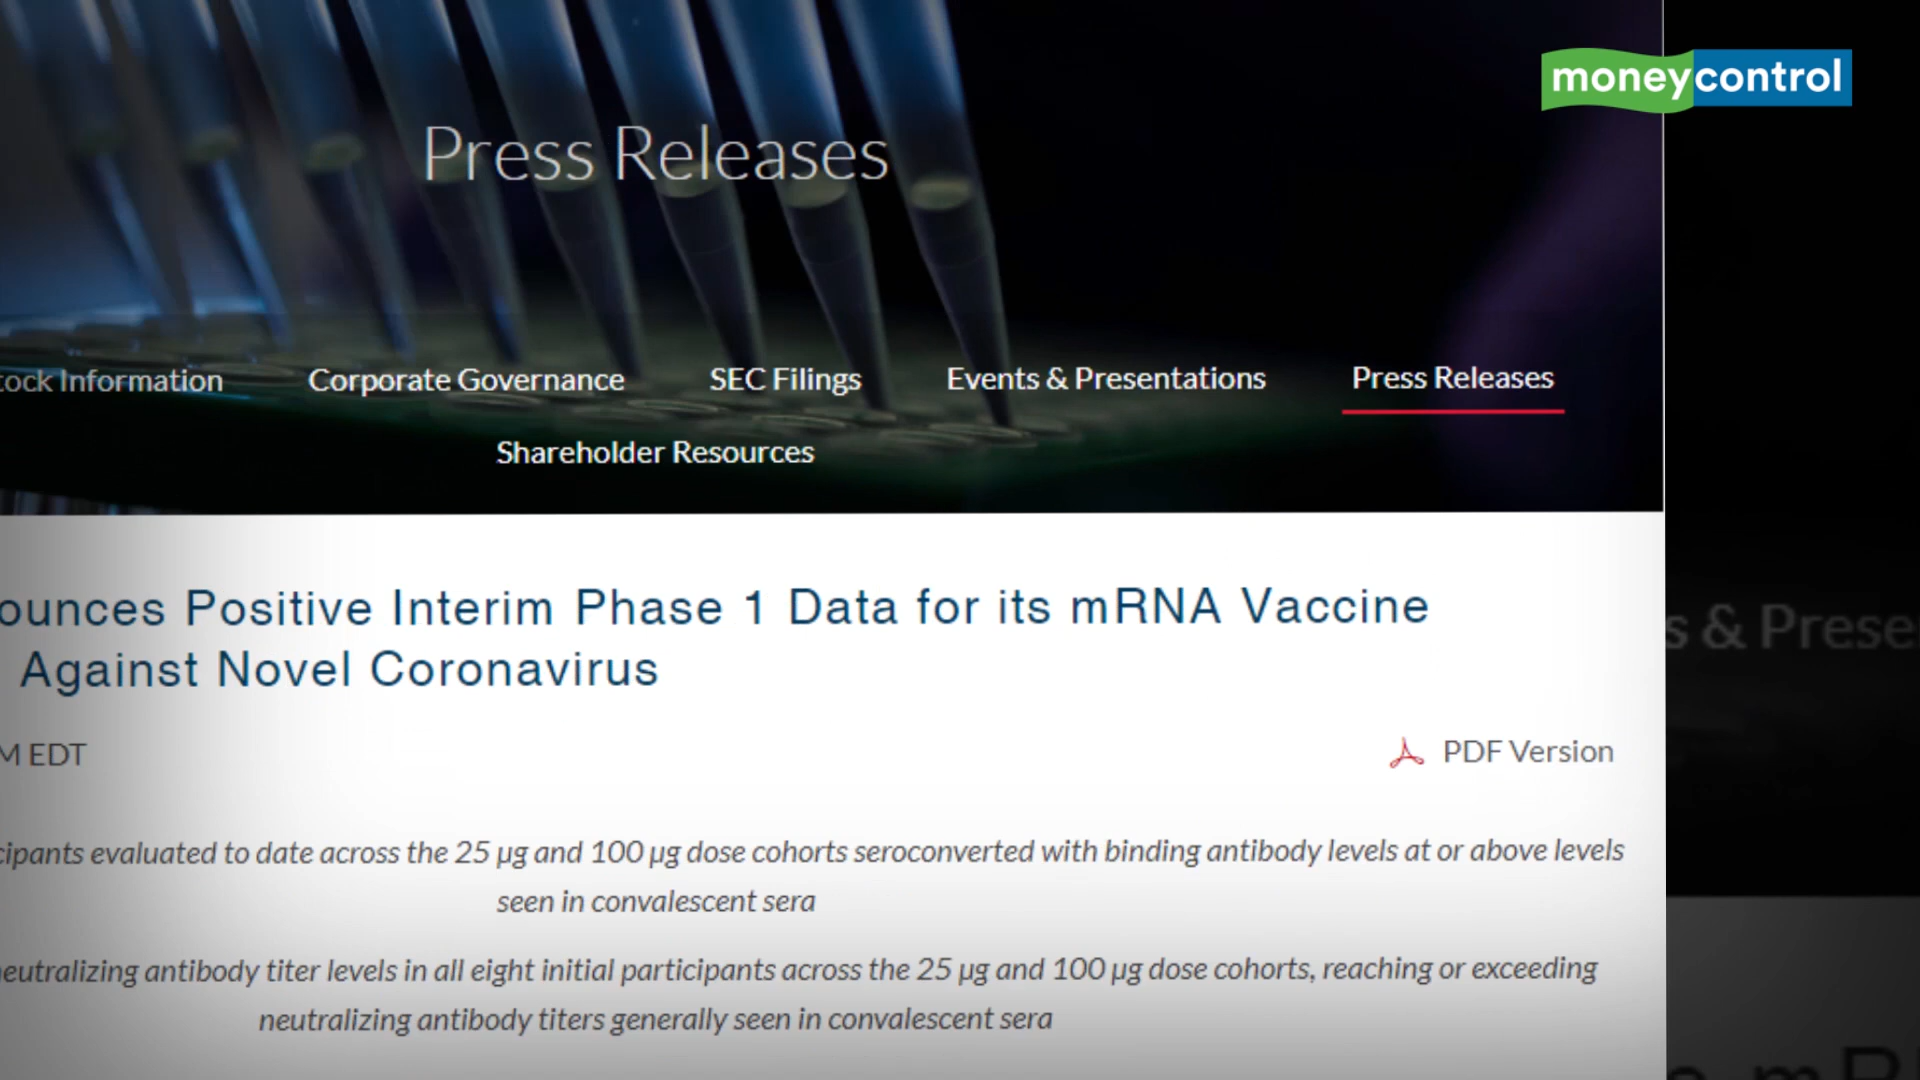 moneycontrol
Press Releases
tock Information Corporate Governance SEC Filings Events & Presentations Press Releases
Shareholder Resources
ounces Positive Interim Phase 1 Data for its mRNA Vaccine
Against Novel Coronavirus
s & Prese
M EDT PDF Version
cipants evaluated to date across the 25 µg and 100 µg dose cohorts seroconverted with binding antibody levels at or above levels
seen in convalescent sera
neutralizing antibody titer levels in all eight initial participants across the 25 µg and 100 µg dose cohorts, reaching or exceeding
neutralizing antibody titers generally seen in convalescent sera